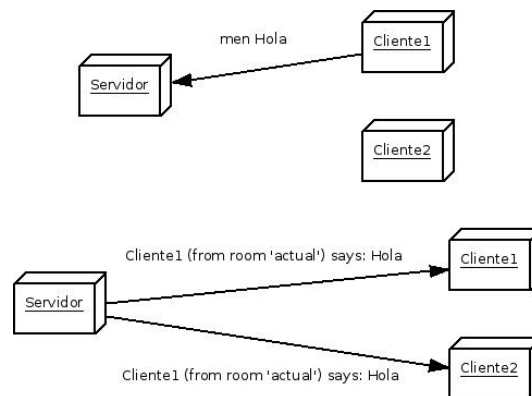 men Hola
Cliente1
Servidor
Cliente2
Cliente1 (from room 'actual') says: Hola
Cliente1
Servidor
Cliente2
Cliente1 (from room 'actual') says: Hola